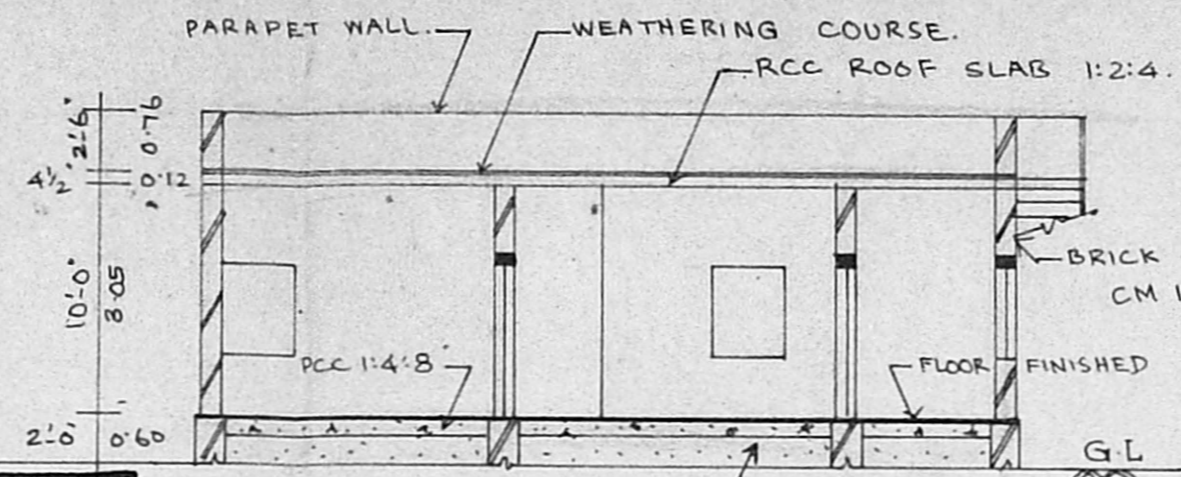 PARAPET WALL.
WEATHERING COURSE.
RCC ROOF SLAB 1:2:4.
2'-6"
0.76
4½"
0.12
10'-0"
3.05
BRICK
CM 1
PCC 1:4:8
FLOOR FINISHED
2'-0"
0.60
G.L